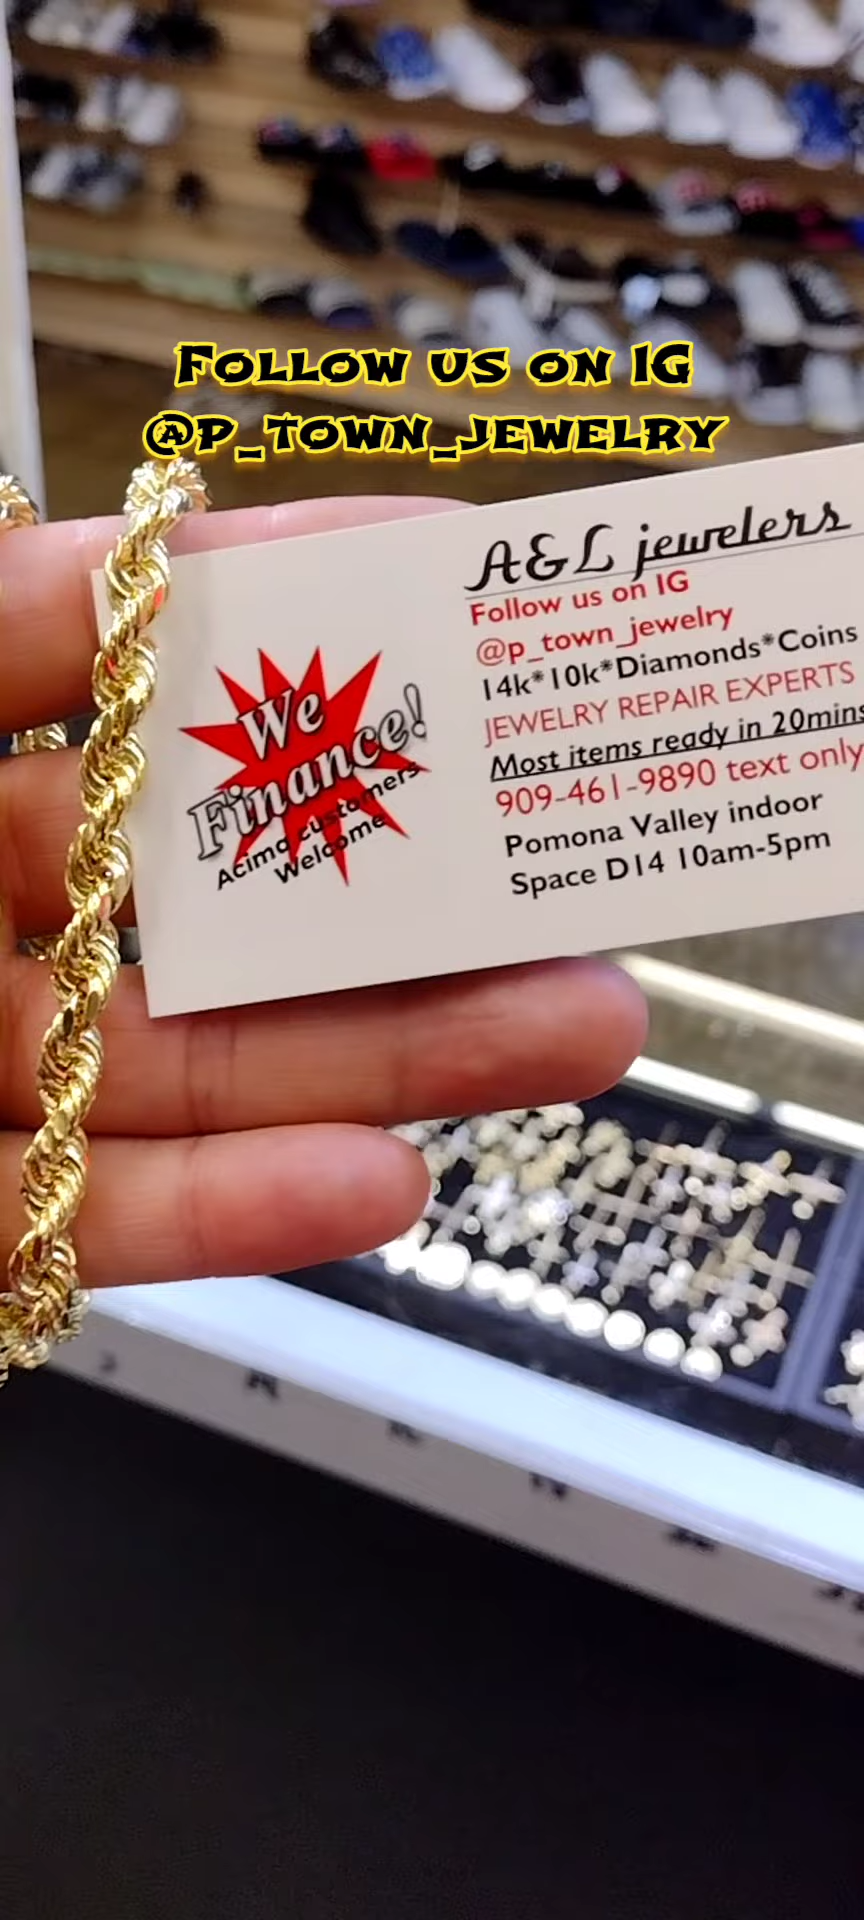 Follow us on IG
@p_town_jewelry
A&L jewelers
Follow us on IG
@p_town_jewelry
14k*10k*Diamonds*Coins
JEWELRY REPAIR EXPERTS
Most items ready in 20mins
909-461-9890 text only
Pomona Valley indoor
Space D14 10am-5pm
We
Finance!
Acima customers
Welcome